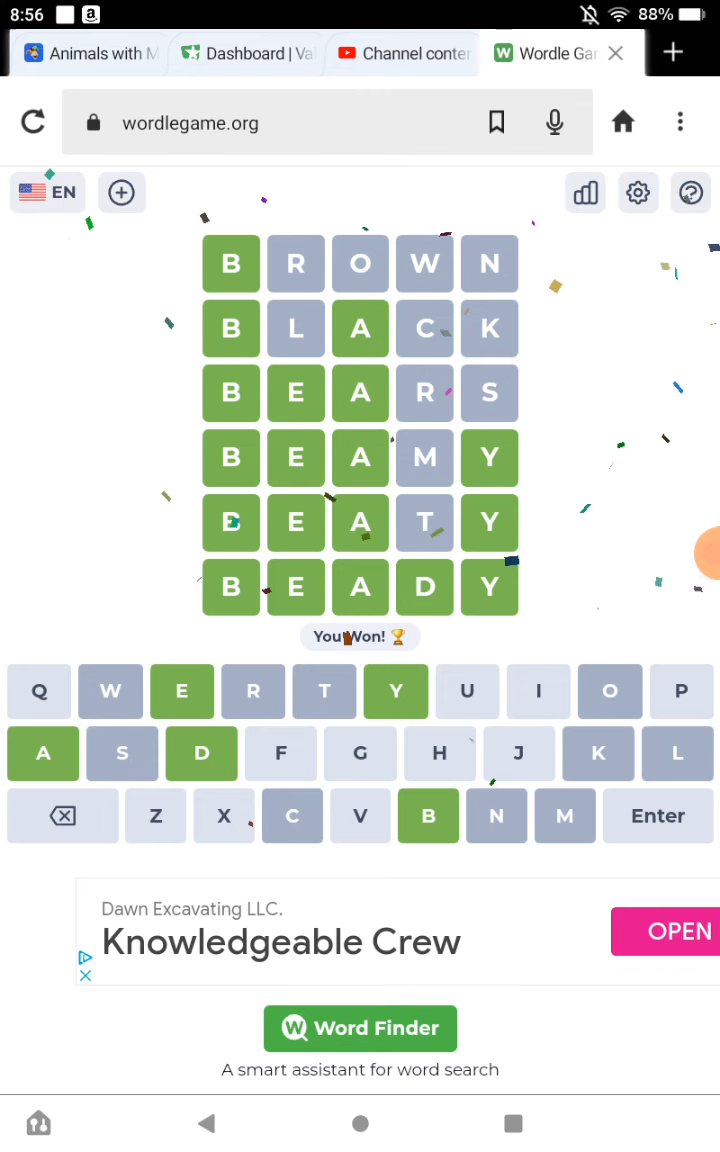 8:56 88%
Animals with M Dashboard | Va Channel conter Wordle Gar
wordlegame.org
EN
B R O W N
B L A C K
B E A R S
B E A M Y
B E A T Y
B E A D Y
You Won!
Q W E R T Y U I O P
A S D F G H J K L
Z X C V B N M Enter
Dawn Excavating LLC.
Knowledgeable Crew
OPEN
W Word Finder
A smart assistant for word search